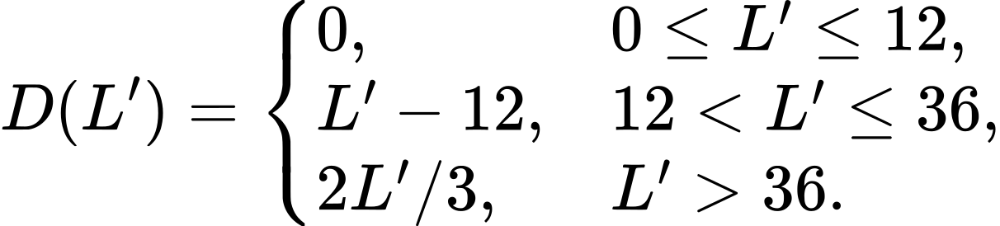 D(L′) = { 0, 0 ≤ L′ ≤ 12,
L′ − 12, 12 < L′ ≤ 36,
2L′/3, L′ > 36.